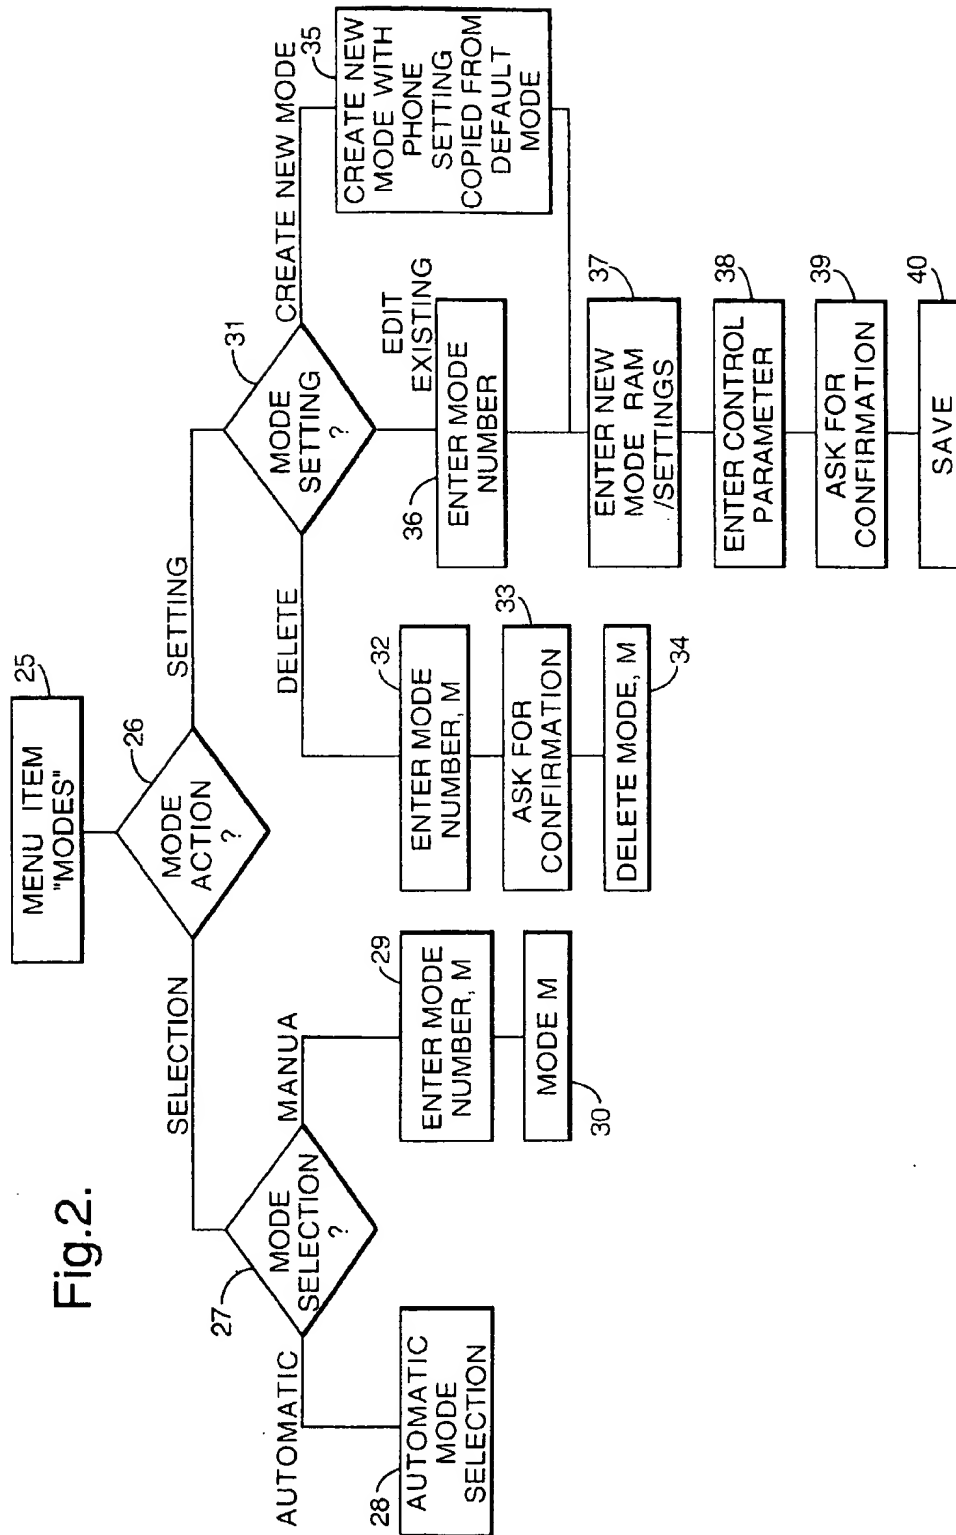 Fig.2.
25
MENU ITEM
"MODES"
26
MODE
ACTION
?
SELECTION
SETTING
27
MODE
SELECTION
?
AUTOMATIC
MANUA
28
AUTOMATIC
MODE
SELECTION
29
ENTER MODE
NUMBER, M
MODE M
30
31
MODE
SETTING
?
DELETE
EDIT
EXISTING
CREATE NEW MODE
32
ENTER MODE
NUMBER, M
33
ASK FOR
CONFIRMATION
DELETE MODE, M
34
35
CREATE NEW
MODE WITH
PHONE
SETTING
COPIED FROM
DEFAULT
MODE
36
ENTER MODE
NUMBER
37
ENTER NEW
MODE RAM
/SETTINGS
38
ENTER CONTROL
PARAMETER
39
ASK FOR
CONFIRMATION
40
SAVE